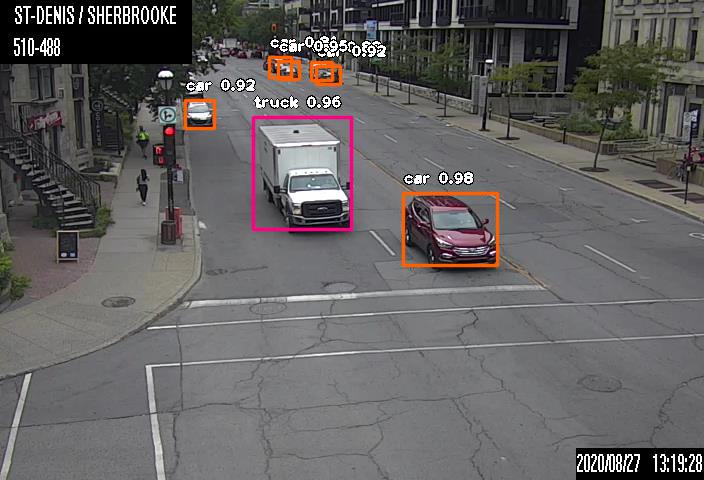 ST-DENIS / SHERBROOKE
510-488
car 0.92
truck 0.96
car 0.98
2020/08/27 13:19:28